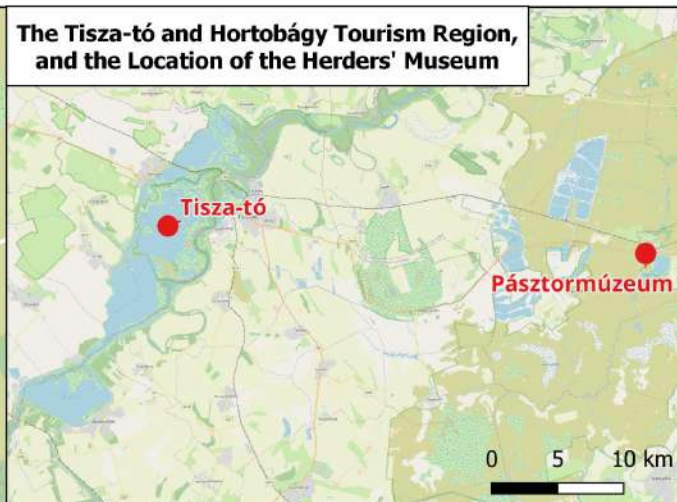 The Tisza-tó and Hortobágy Tourism Region,
and the Location of the Herders' Museum
Tisza-tó
Pásztormúzeum
0 5 10 km